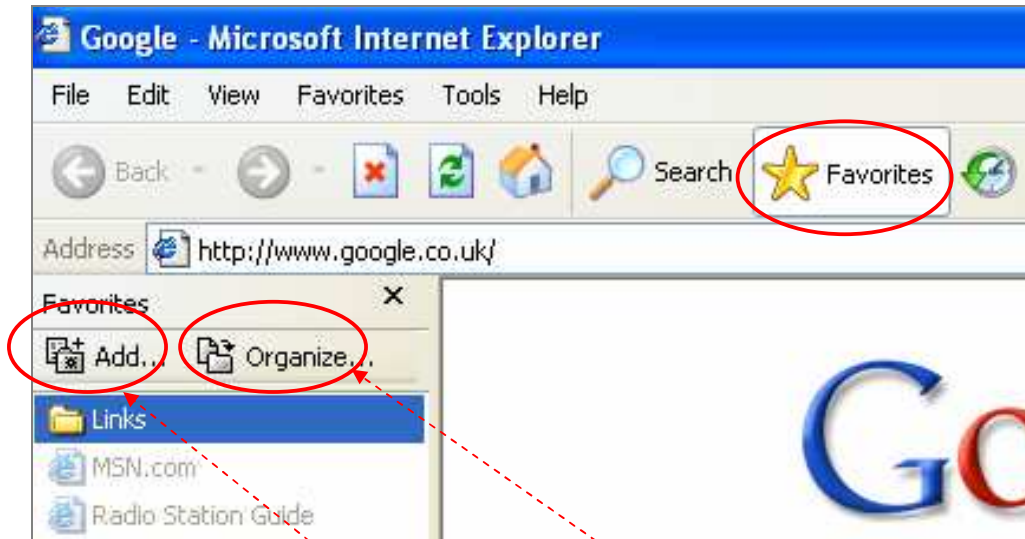 Google - Microsoft Internet Explorer
File Edit View Favorites Tools Help
Back Search Favorites
Address http://www.google.co.uk/
Favorites
Add... Organize...
Links
MSN.com
Radio Station Guide
Go